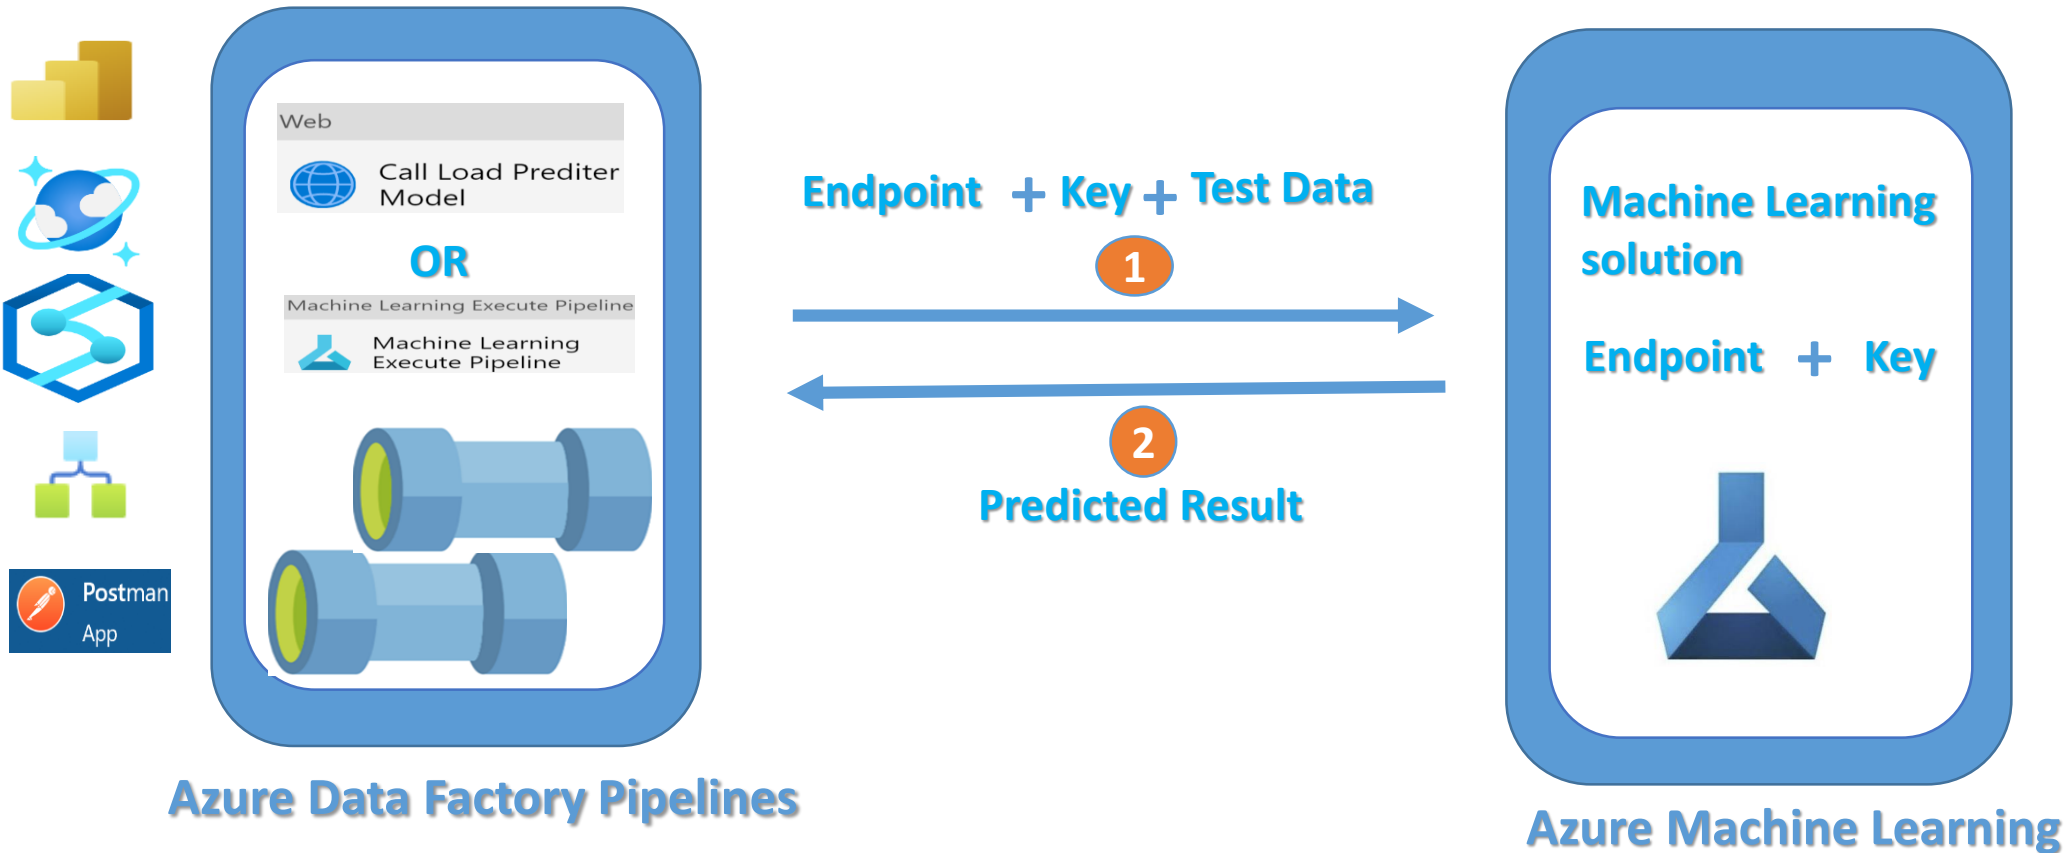 Web
Call Load Prediter
Model
OR
Machine Learning Execute Pipeline
Machine Learning
Execute Pipeline
Postman
App
Azure Data Factory Pipelines
Endpoint + Key + Test Data
1
2
Predicted Result
Machine Learning
solution
Endpoint + Key
Azure Machine Learning